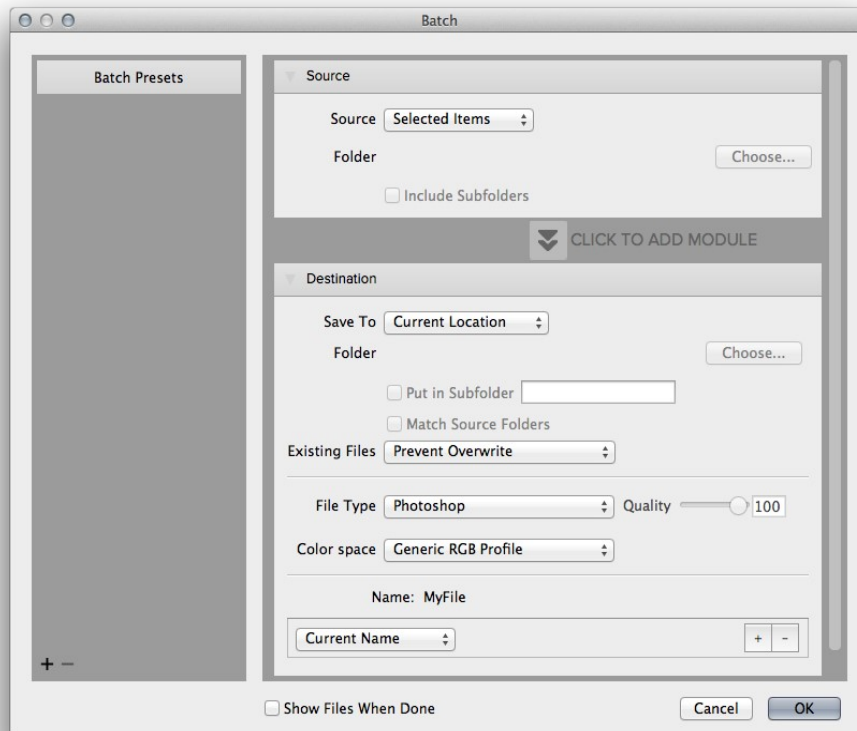 Batch
Batch Presets
Source
Source Selected Items
Folder Choose...
Include Subfolders
CLICK TO ADD MODULE
Destination
Save To Current Location
Folder Choose...
Put in Subfolder
Match Source Folders
Existing Files Prevent Overwrite
File Type Photoshop Quality 100
Color space Generic RGB Profile
Name: MyFile
Current Name + -
+ -
Show Files When Done Cancel OK